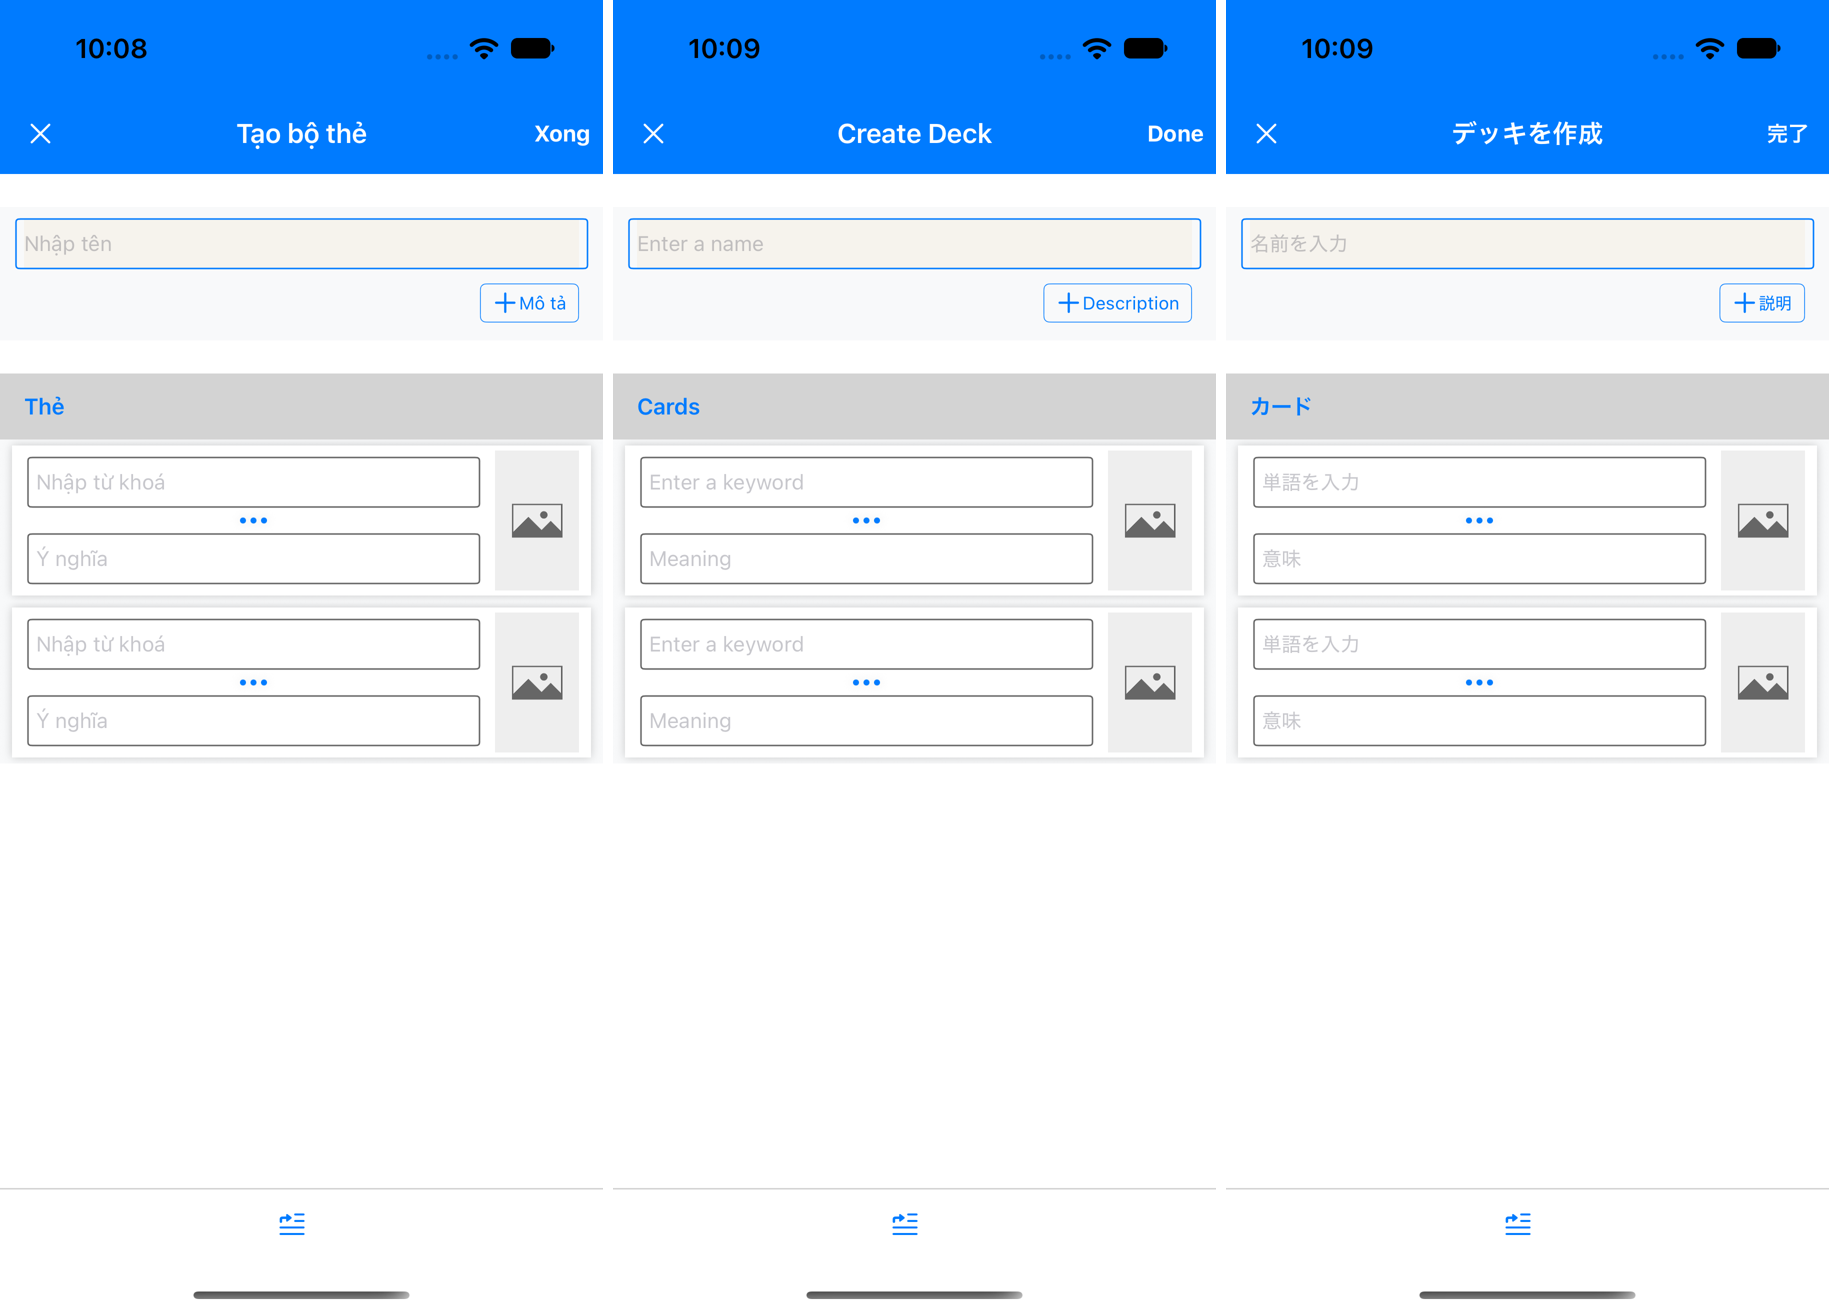 10:08
Tạo bộ thẻ
Xong
Nhập tên
Mô tả
Thẻ
Nhập từ khoá
Ý nghĩa
Nhập từ khoá
Ý nghĩa
10:09
Create Deck
Done
Enter a name
Description
Cards
Enter a keyword
Meaning
Enter a keyword
Meaning
10:09
デッキを作成
完了
名前を入力
説明
カード
単語を入力
意味
単語を入力
意味